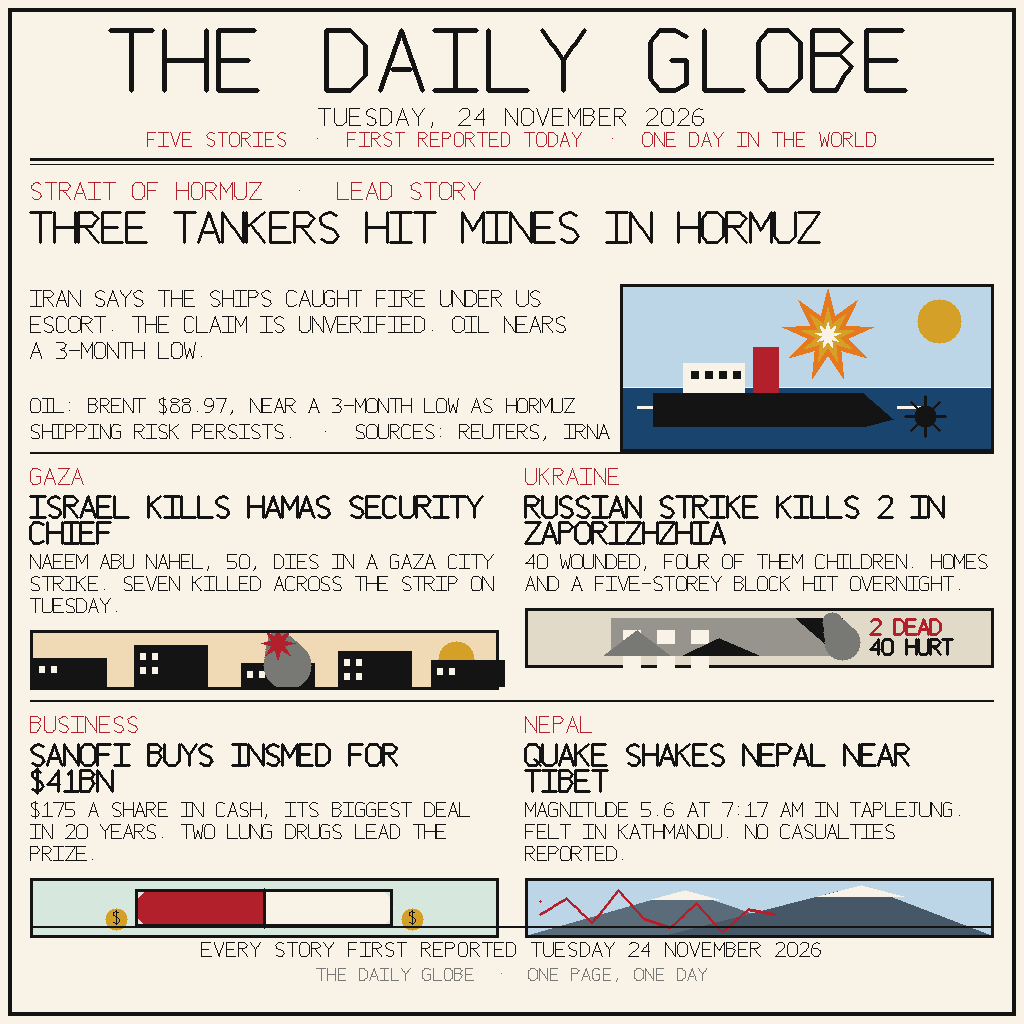 THE DAILY GLOBE
TUESDAY, 24 NOVEMBER 2026
FIVE STORIES · FIRST REPORTED TODAY · ONE DAY IN THE WORLD
STRAIT OF HORMUZ · LEAD STORY
THREE TANKERS HIT MINES IN HORMUZ
IRAN SAYS THE SHIPS CAUGHT FIRE UNDER US
ESCORT. THE CLAIM IS UNVERIFIED. OIL NEARS
A 3-MONTH LOW.
OIL: BRENT $88.97, NEAR A 3-MONTH LOW AS HORMUZ
SHIPPING RISK PERSISTS. · SOURCES: REUTERS, IRNA
GAZA
ISRAEL KILLS HAMAS SECURITY
CHIEF
NAEEM ABU NAHEL, 50, DIES IN A GAZA CITY
STRIKE. SEVEN KILLED ACROSS THE STRIP ON
TUESDAY.
UKRAINE
RUSSIAN STRIKE KILLS 2 IN
ZAPORIZHZHIA
40 WOUNDED, FOUR OF THEM CHILDREN. HOMES
AND A FIVE-STOREY BLOCK HIT OVERNIGHT.
2 DEAD
40 HURT
BUSINESS
SANOFI BUYS INSMED FOR
$41BN
$175 A SHARE IN CASH, ITS BIGGEST DEAL
IN 20 YEARS. TWO LUNG DRUGS LEAD THE
PRIZE.
$ $
NEPAL
QUAKE SHAKES NEPAL NEAR
TIBET
MAGNITUDE 5.6 AT 7:17 AM IN TAPLEJUNG.
FELT IN KATHMANDU. NO CASUALTIES
REPORTED.
EVERY STORY FIRST REPORTED TUESDAY 24 NOVEMBER 2026
THE DAILY GLOBE · ONE PAGE, ONE DAY